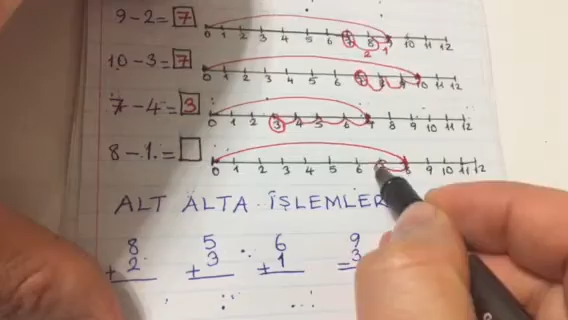 9-2=7 0 1 2 3 4 5 6 7 8 9 10 11 12
2 1
10-3=7 0 1 2 3 4 5 6 7 8 9 10 11 12
7-4=3 0 1 2 3 4 5 6 7 8 9 10 11 12
8-1= 0 1 2 3 4 5 6 7 8 9 10 11 12
ALT ALTA İŞLEMLER
8 5 6 9
+2 +3 +1 -3